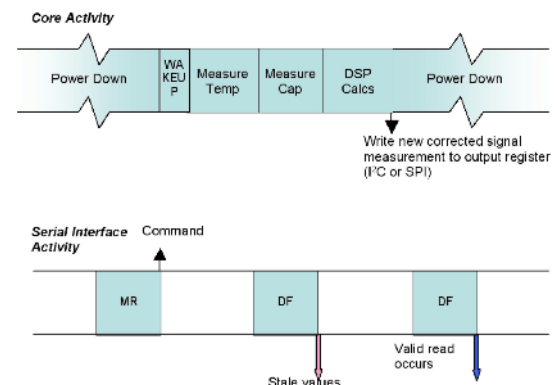 Core Activity
Power Down
WA
KEU
P
Measure
Temp
Measure
Cap
DSP
Calcs
Power Down
Write new corrected signal
measurement to output register
(I²C or SPI)
Serial Interface
Activity
Command
MR
DF
DF
Valid read
occurs
Stale values